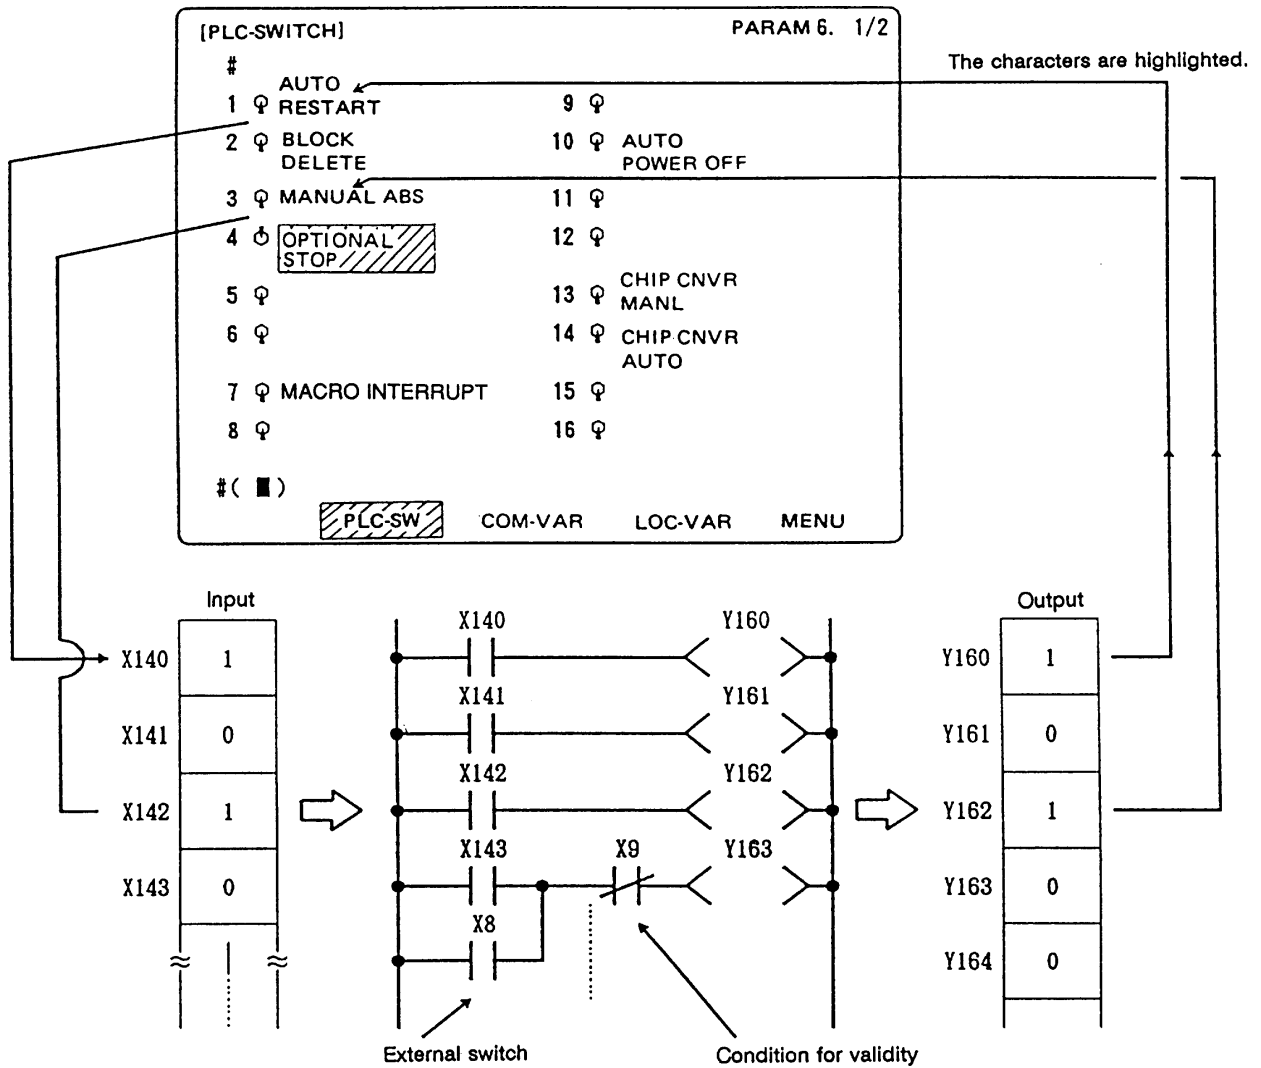 [PLC-SWITCH] PARAM 6. 1/2
The characters are highlighted.
#
AUTO
1 RESTART 9
2 BLOCK 10 AUTO
DELETE POWER OFF
3 MANUAL ABS 11
4 OPTIONAL 12
STOP
5 13 CHIP CNVR
MANL
6 14 CHIP CNVR
AUTO
7 MACRO INTERRUPT 15
8 16
#( )
PLC-SW COM-VAR LOC-VAR MENU
Input Output
X140 Y160
X140 1 Y160 1
X141 Y161
X141 0 Y161 0
X142 Y162
X142 1 Y162 1
X143 X9 Y163
X143 0 Y163 0
X8
Y164 0
External switch Condition for validity